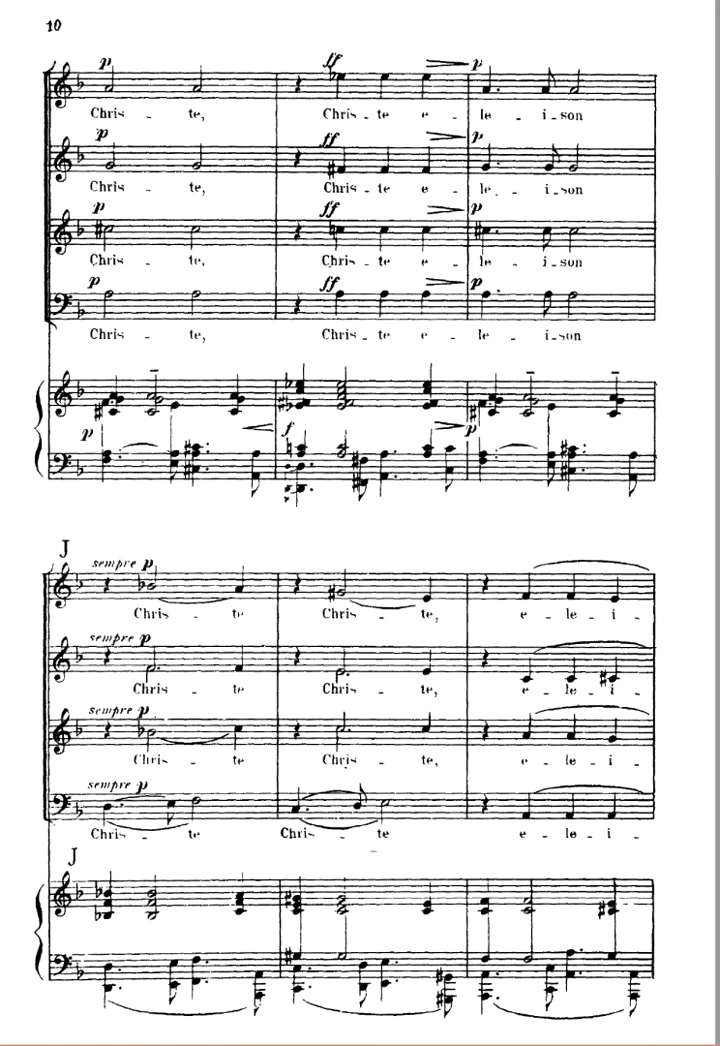 10
p ff p
Chris - te, Chris - te e - le - i - son
p ff p
Chris - te, Chris - te e - le - i - son
p ff p
Chris - te, Chris - te e - le - i - son
p ff p
Chris - te, Chris - te e - le - i - son
p f p
J
sempre p
Chris - te Chris - te, e - le - i -
sempre p
Chris - te Chris - te, e - le - i -
sempre p
Chris - te Chris - te, e - le - i -
sempre p
Chris - te Chris - te e - le - i -
J